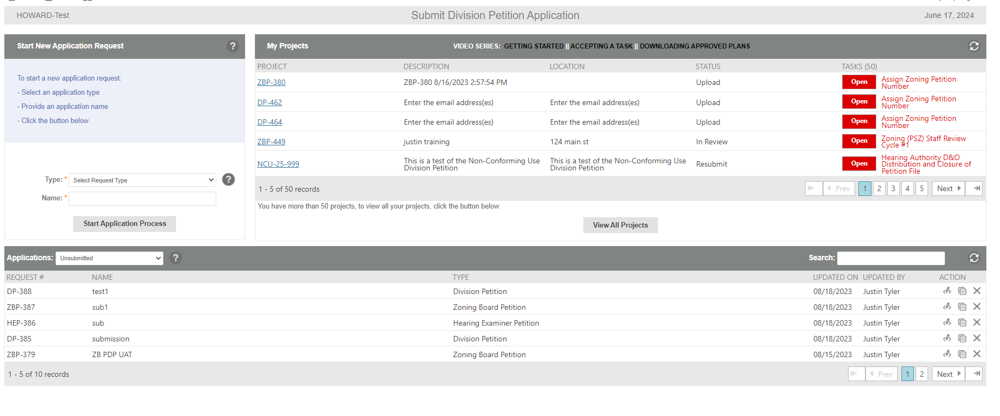 HOWARD-Test
Submit Division Petition Application
June 17, 2024
Start New Application Request
?
To start a new application request:
- Select an application type
- Provide an application name
- Click the button below
Type: * Select Request Type
?
Name: *
Start Application Process
My Projects
VIDEO SERIES: GETTING STARTED || ACCEPTING A TASK || DOWNLOADING APPROVED PLANS
PROJECT DESCRIPTION LOCATION STATUS TASKS (50)
ZBP-380 ZBP-380 8/16/2023 2:57:54 PM Upload Open Assign Zoning Petition
Number
DP-462 Enter the email address(es) Enter the email address(es) Upload Open Assign Zoning Petition
Number
DP-464 Enter the email address(es) Enter the email address(es) Upload Open Assign Zoning Petition
Number
ZBP-449 justin training 124 main st In Review Open Zoning (PSZ) Staff Review
Cycle #1
NCU-25-999 This is a test of the Non-Conforming Use This is a test of the Non-Conforming Use Resubmit Open Hearing Authority D&O
Division Petition Division Petition Distribution and Closure of
Petition File
1 - 5 of 50 records
Prev 1 2 3 4 5 Next
You have more than 50 projects, to view all your projects, click the button below.
View All Projects
Applications: Unsubmitted ?
Search:
REQUEST # NAME TYPE UPDATED ON UPDATED BY ACTION
DP-388 test1 Division Petition 08/18/2023 Justin Tyler
ZBP-387 sub1 Zoning Board Petition 08/18/2023 Justin Tyler
HEP-386 sub Hearing Examiner Petition 08/18/2023 Justin Tyler
DP-385 submission Division Petition 08/18/2023 Justin Tyler
ZBP-379 ZB PDP UAT Zoning Board Petition 08/15/2023 Justin Tyler
1 - 5 of 10 records
Prev 1 2 Next